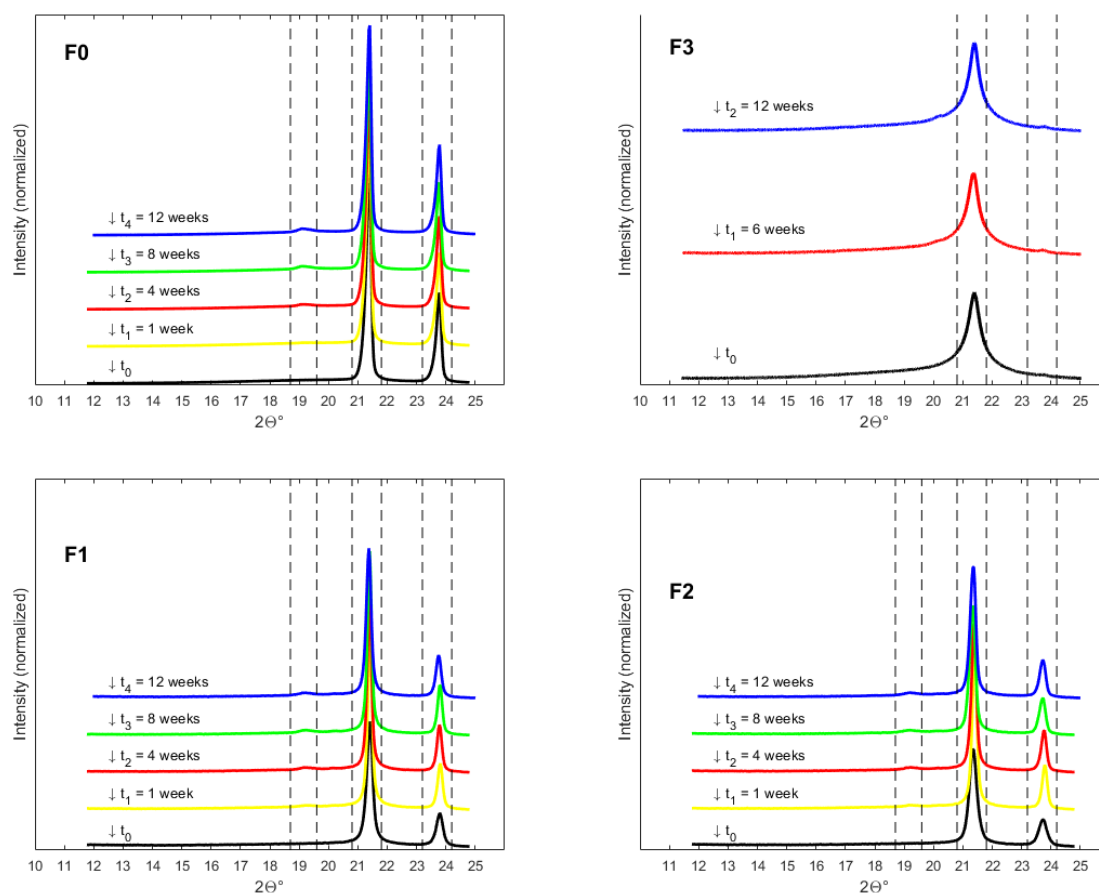 F0
Intensity (normalized)
↓ t4 = 12 weeks
↓ t3 = 8 weeks
↓ t2 = 4 weeks
↓ t1 = 1 week
↓ t0
10 11 12 13 14 15 16 17 18 19 20 21 22 23 24 25
2Θ°
F3
Intensity (normalized)
↓ t2 = 12 weeks
↓ t1 = 6 weeks
↓ t0
10 11 12 13 14 15 16 17 18 19 20 21 22 23 24 25
2Θ°
F1
Intensity (normalized)
↓ t4 = 12 weeks
↓ t3 = 8 weeks
↓ t2 = 4 weeks
↓ t1 = 1 week
↓ t0
10 11 12 13 14 15 16 17 18 19 20 21 22 23 24 25
2Θ°
F2
Intensity (normalized)
↓ t4 = 12 weeks
↓ t3 = 8 weeks
↓ t2 = 4 weeks
↓ t1 = 1 week
↓ t0
10 11 12 13 14 15 16 17 18 19 20 21 22 23 24 25
2Θ°